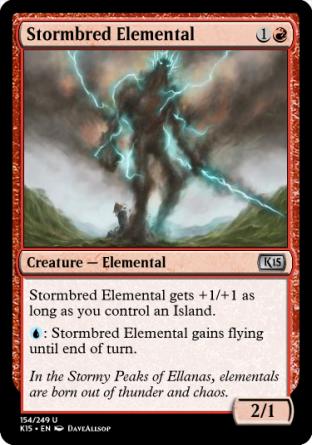 Stormbred Elemental 1
Creature — Elemental K15
Stormbred Elemental gets +1/+1 as
long as you control an Island.
: Stormbred Elemental gains flying
until end of turn.
In the Stormy Peaks of Ellanas, elementals
are born out of thunder and chaos.
2/1
154/249 U
K15 • EN DaveAllsop